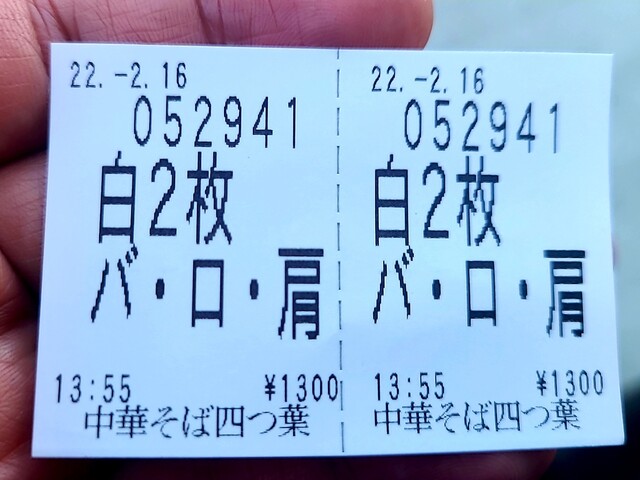 22.-2.16
052941
白2枚
バ・ロ・肩
13:55 ¥1300
中華そば四つ葉
22.-2.16
052941
白2枚
バ・ロ・肩
13:55 ¥1300
中華そば四つ葉